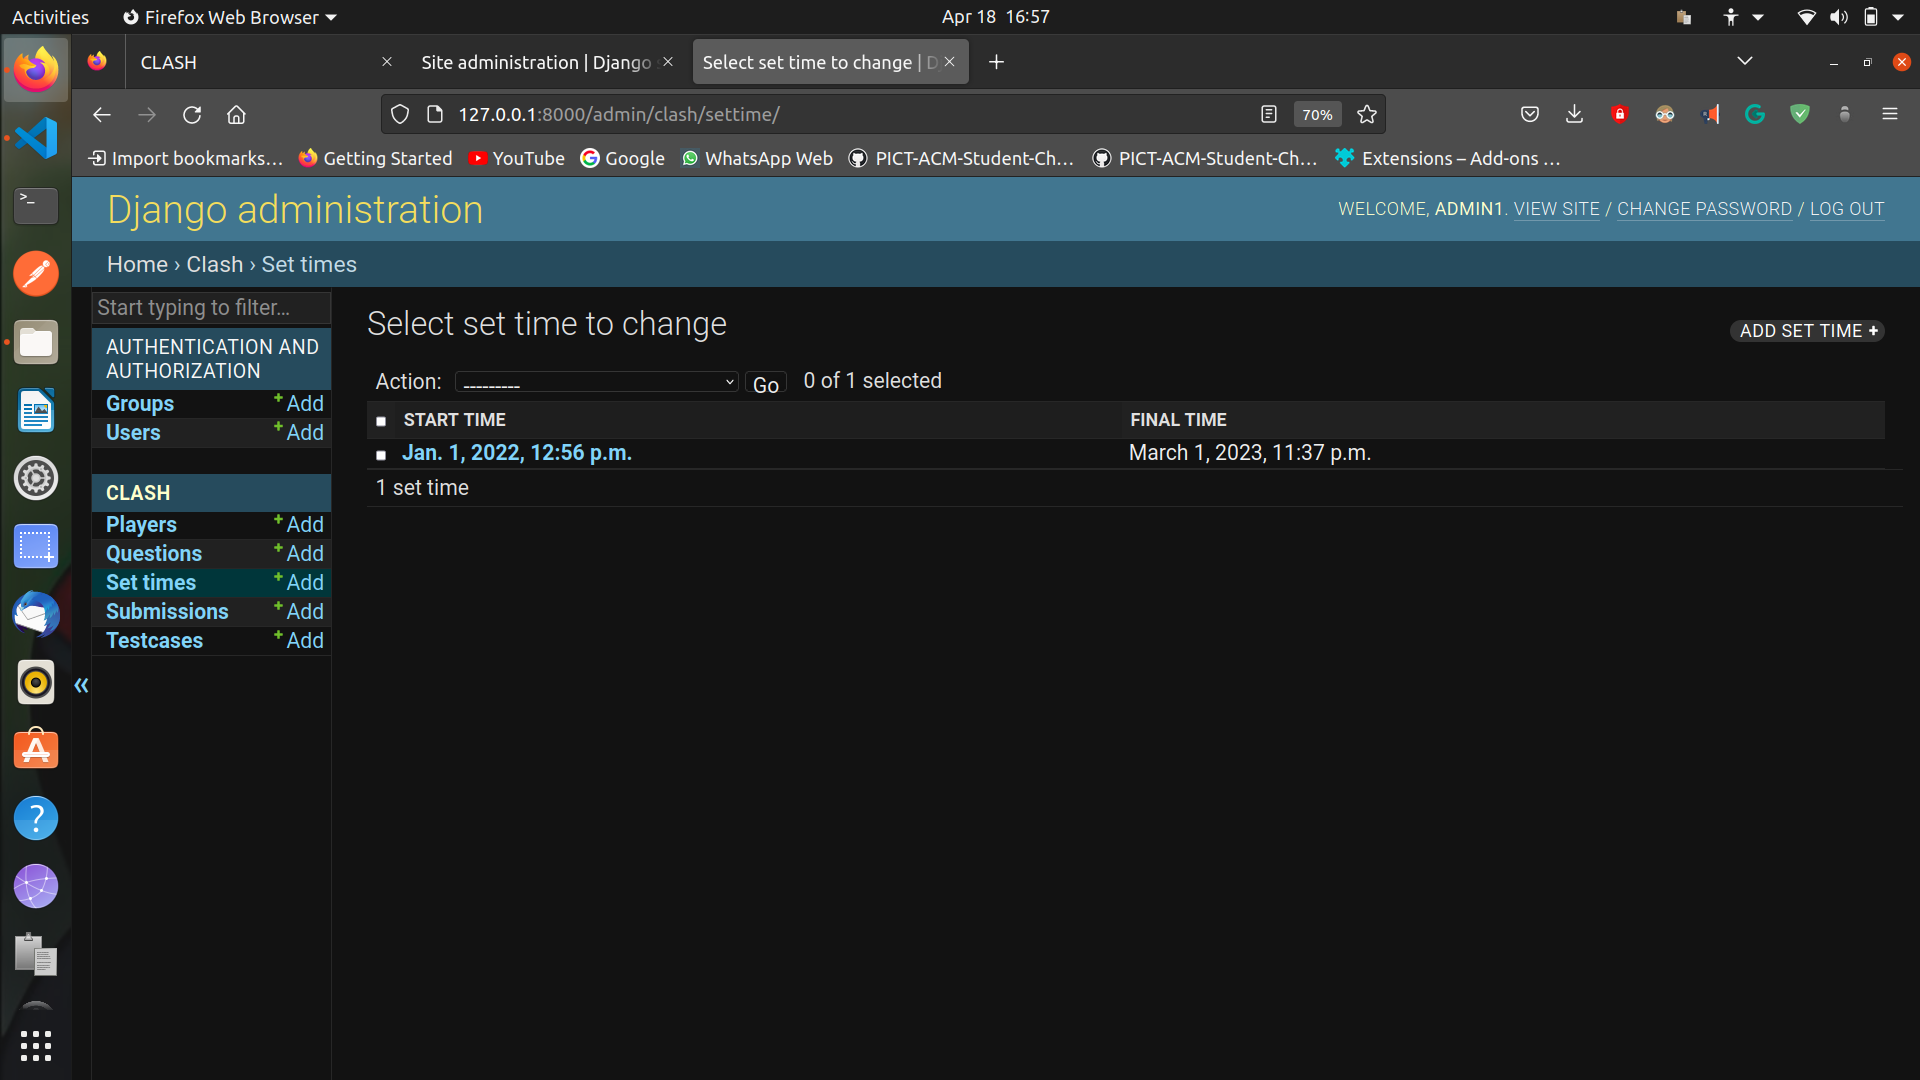 Activities Firefox Web Browser Apr 18 16:57
CLASH Site administration | Django Select set time to change | D
127.0.0.1:8000/admin/clash/settime/ 70%
Import bookmarks... Getting Started YouTube Google WhatsApp Web PICT-ACM-Student-Ch... PICT-ACM-Student-Ch... Extensions – Add-ons ...
Django administration WELCOME, ADMIN1. VIEW SITE / CHANGE PASSWORD / LOG OUT
Home › Clash › Set times
Start typing to filter...
AUTHENTICATION AND
AUTHORIZATION
Groups + Add
Users + Add
CLASH
Players + Add
Questions + Add
Set times + Add
Submissions + Add
Testcases + Add
«
Select set time to change
ADD SET TIME +
Action: --------- Go 0 of 1 selected
START TIME FINAL TIME
Jan. 1, 2022, 12:56 p.m. March 1, 2023, 11:37 p.m.
1 set time